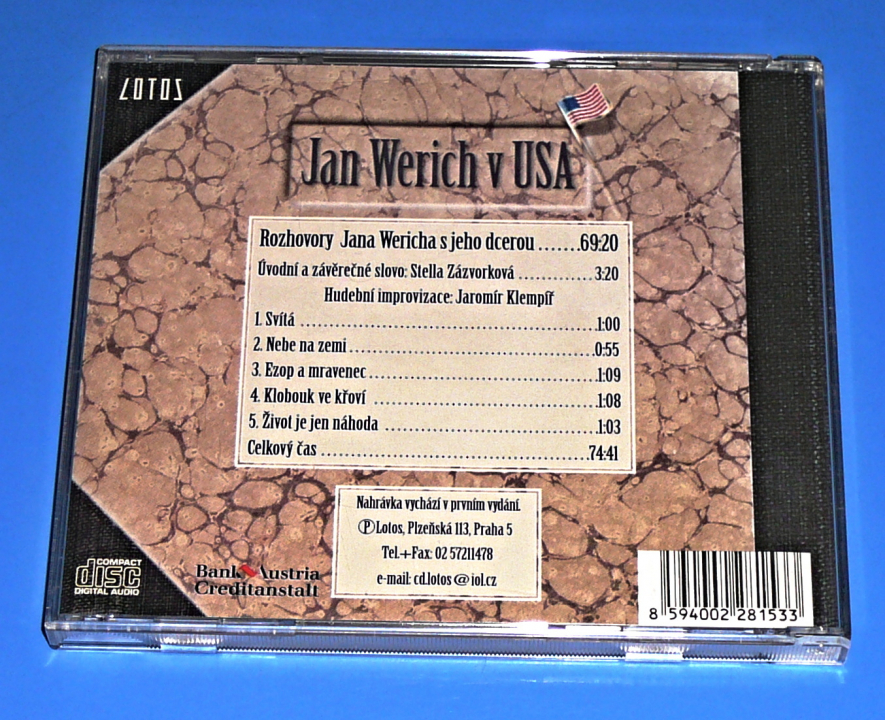 LOTOS
Jan Werich v USA
Rozhovory Jana Wericha s jeho dcerou.......69:20
Úvodní a závěrečné slovo: Stella Zázvorková...................3:20
Hudební improvizace: Jaromír Klempíř
1. Svítá.....................................................................1:00
2. Nebe na zemi.........................................................0:55
3. Ezop a mravenec.....................................................1:09
4. Klobouk ve křoví....................................................1:08
5. Život je jen náhoda.................................................1:03
Celkový čas...............................................................74:41
Nahrávka vychází v prvním vydání.
Ⓟ Lotos, Plzeňská 113, Praha 5
Tel.+Fax: 02 57211478
e-mail: cd.lotos@iol.cz
COMPACT
disc
DIGITAL AUDIO
Bank Austria
Creditanstalt
8 594002 281533